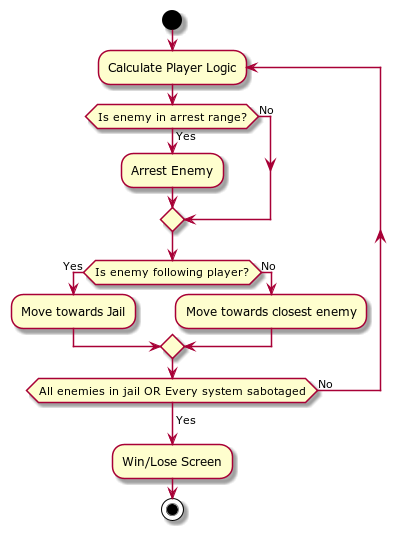 Calculate Player Logic
Is enemy in arrest range?
No
Yes
Arrest Enemy
Yes
Is enemy following player?
No
Move towards Jail
Move towards closest enemy
All enemies in jail OR Every system sabotaged
No
Yes
Win/Lose Screen